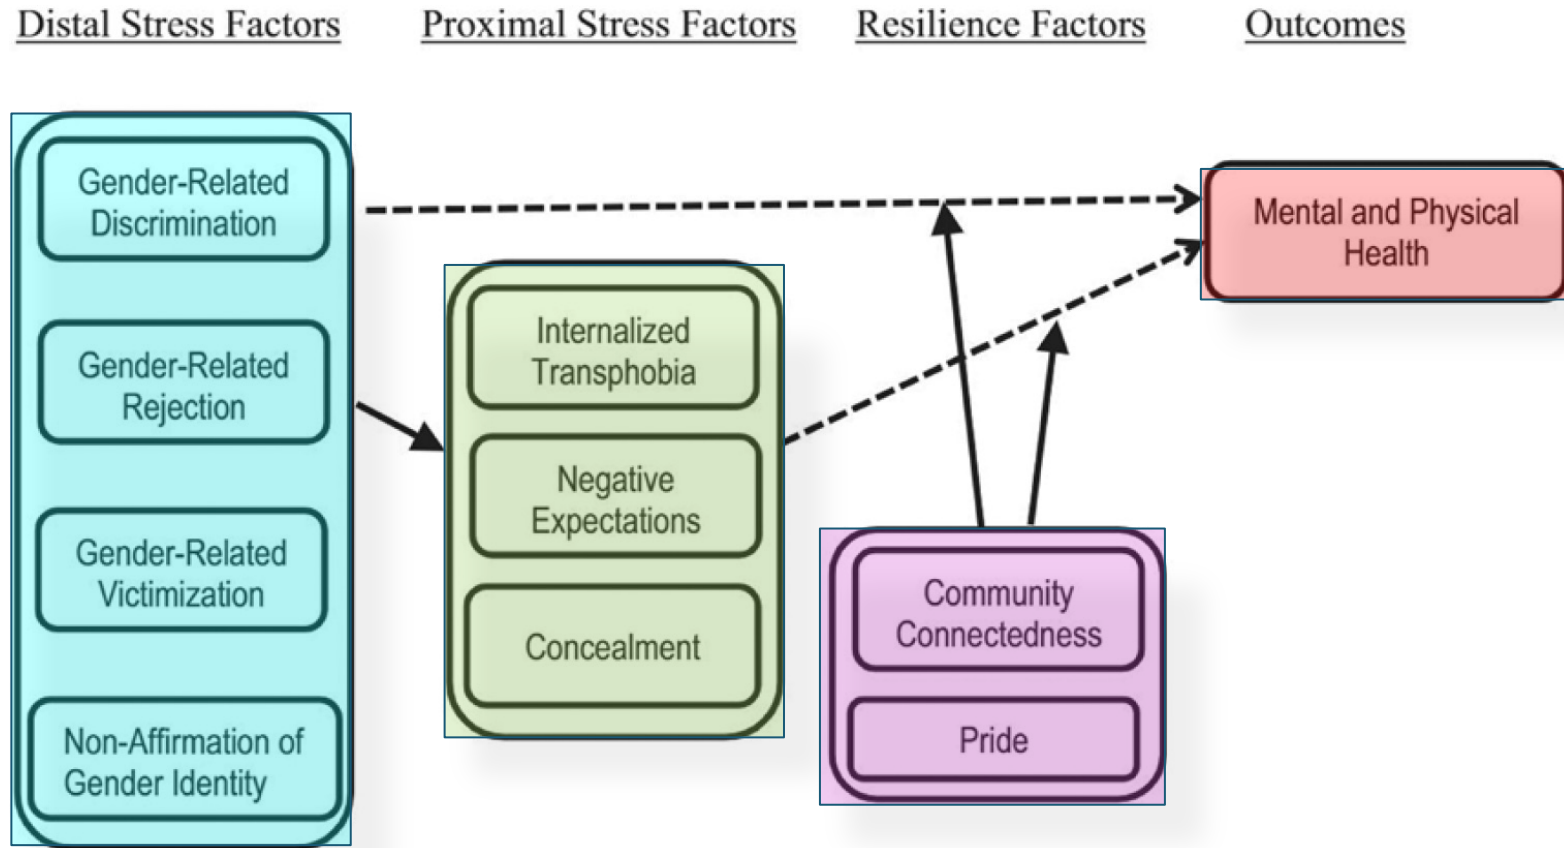 Distal Stress Factors
Proximal Stress Factors
Resilience Factors
Outcomes
Gender-Related
Discrimination
Gender-Related
Rejection
Gender-Related
Victimization
Non-Affirmation of
Gender Identity
Internalized
Transphobia
Negative
Expectations
Concealment
Community
Connectedness
Pride
Mental and Physical
Health